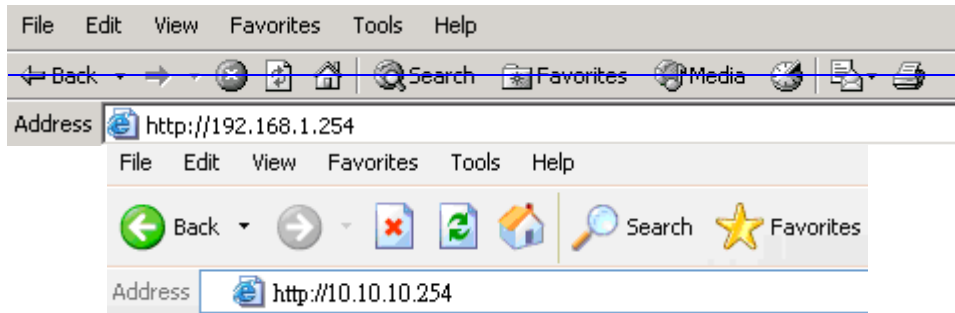 File Edit View Favorites Tools Help
Back Search Favorites Media
Address http://192.168.1.254
File Edit View Favorites Tools Help
Back Search Favorites
Address http://10.10.10.254